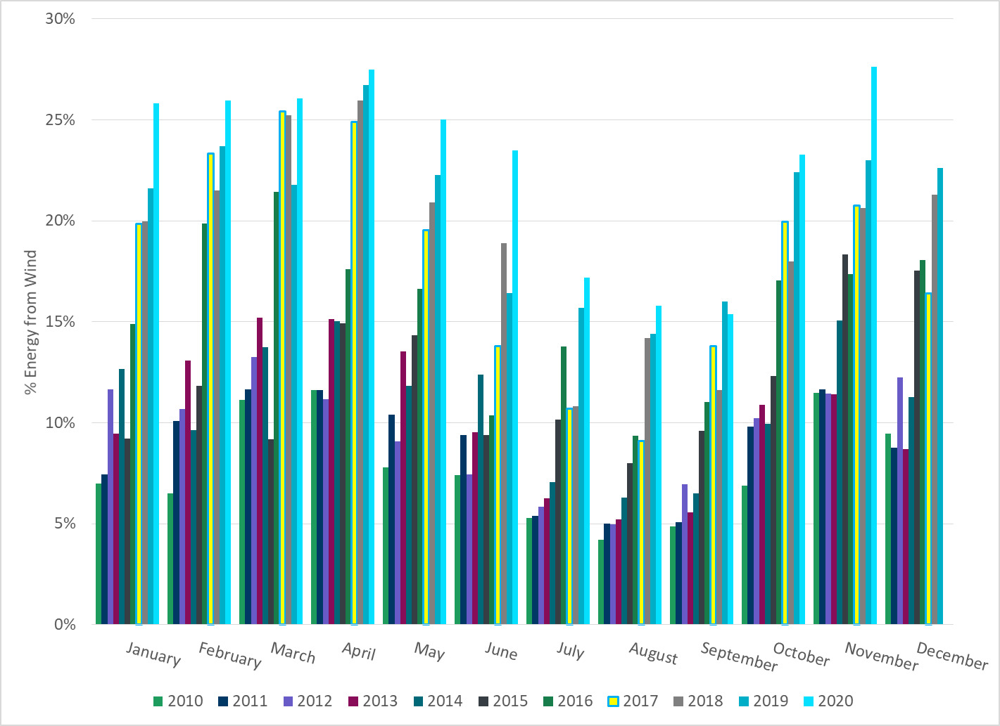 30%
25%
20%
15%
10%
5%
0%
% Energy from Wind
January February March April May June July August September October November December
2010 2011 2012 2013 2014 2015 2016 2017 2018 2019 2020